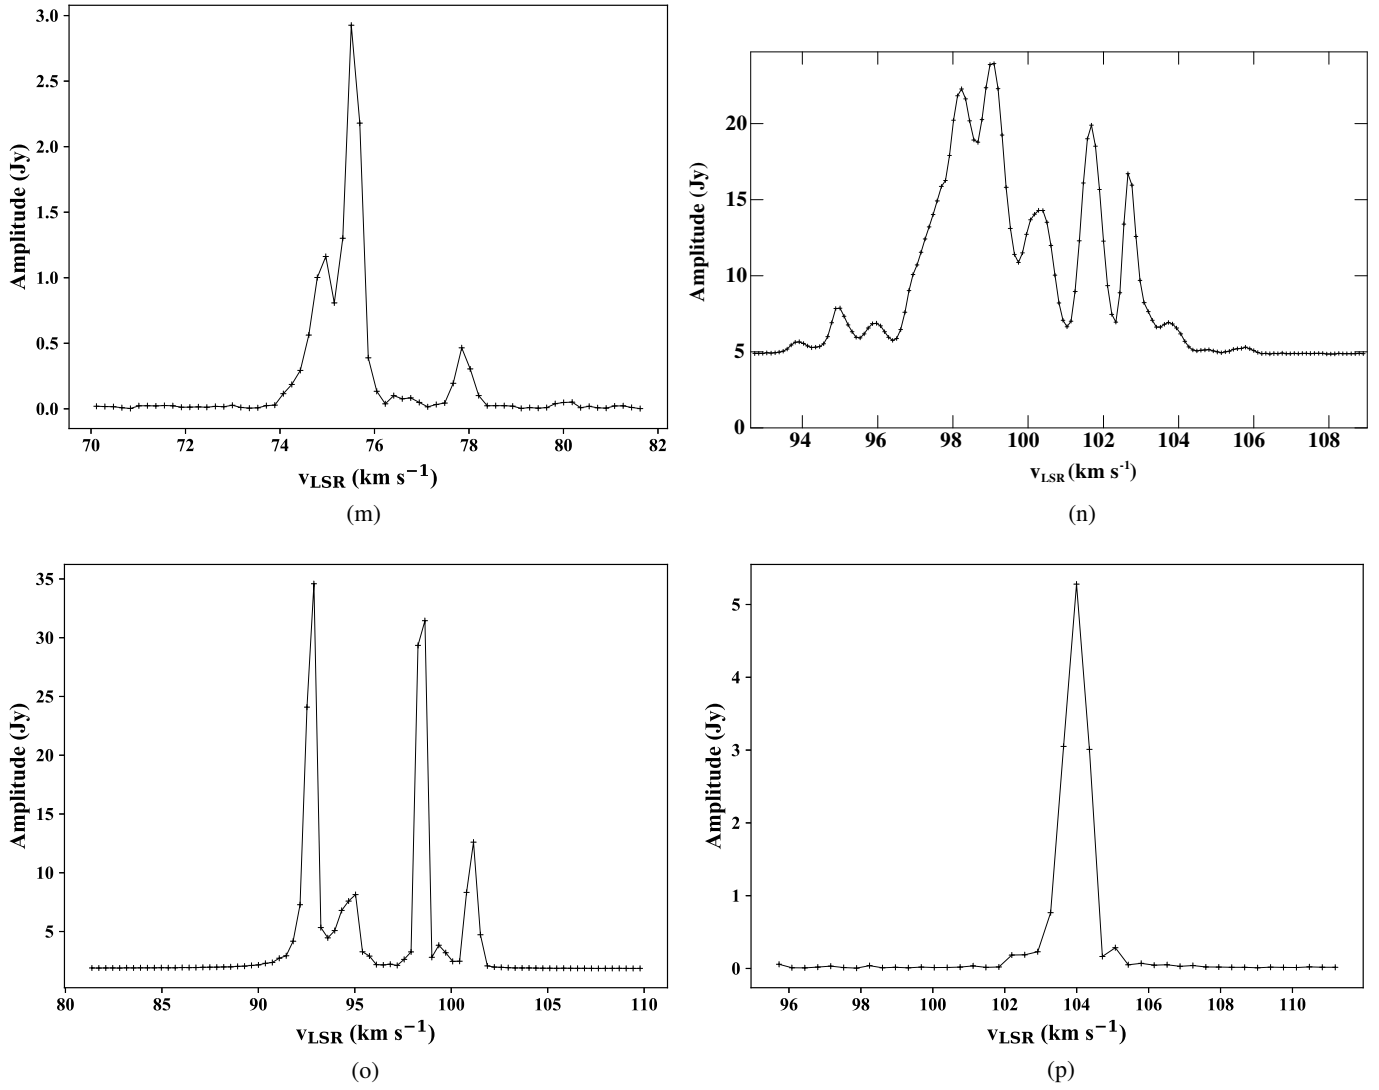 3.0
2.5
2.0
1.5
1.0
0.5
0.0
Amplitude (Jy)
70 72 74 76 78 80 82
vLSR (km s−1)
(m)
20
15
10
5
0
Amplitude (Jy)
94 96 98 100 102 104 106 108
vLSR (km s-1)
(n)
35
30
25
20
15
10
5
Amplitude (Jy)
80 85 90 95 100 105 110
vLSR (km s−1)
(o)
5
4
3
2
1
0
Amplitude (Jy)
96 98 100 102 104 106 108 110
vLSR (km s−1)
(p)